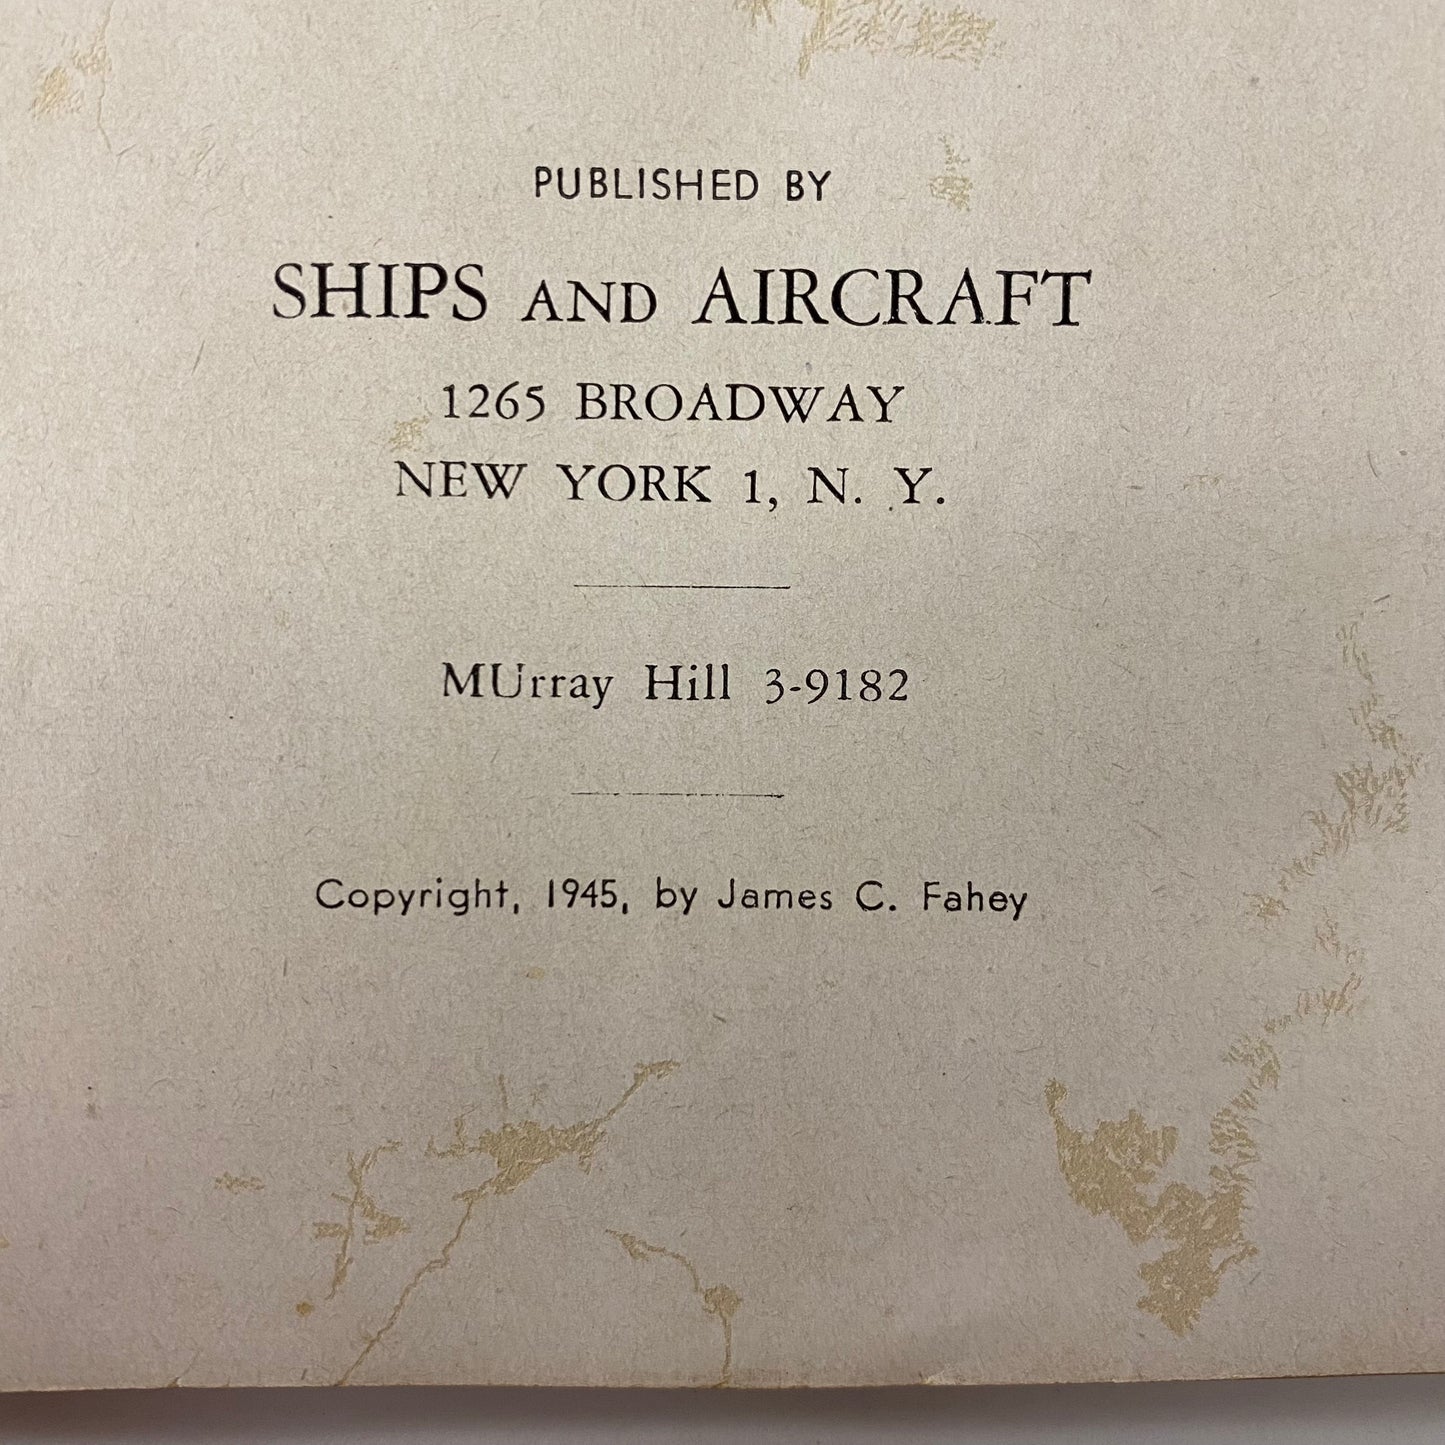 PUBLISHED BY
SHIPS AND AIRCRAFT
1265 BROADWAY
NEW YORK 1, N. Y.
MUrray Hill 3-9182
Copyright, 1945, by James C. Fahey